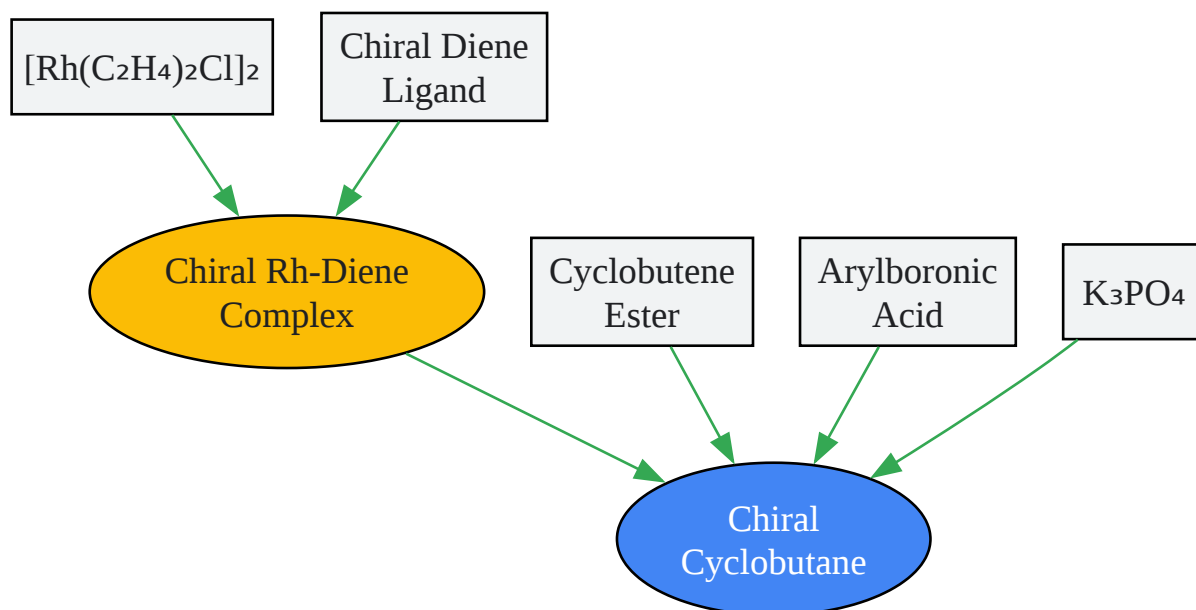 [Rh(C₂H₄)₂Cl]₂
Chiral Diene
Ligand
Chiral Rh-Diene
Complex
Cyclobutene
Ester
Arylboronic
Acid
K₃PO₄
Chiral
Cyclobutane